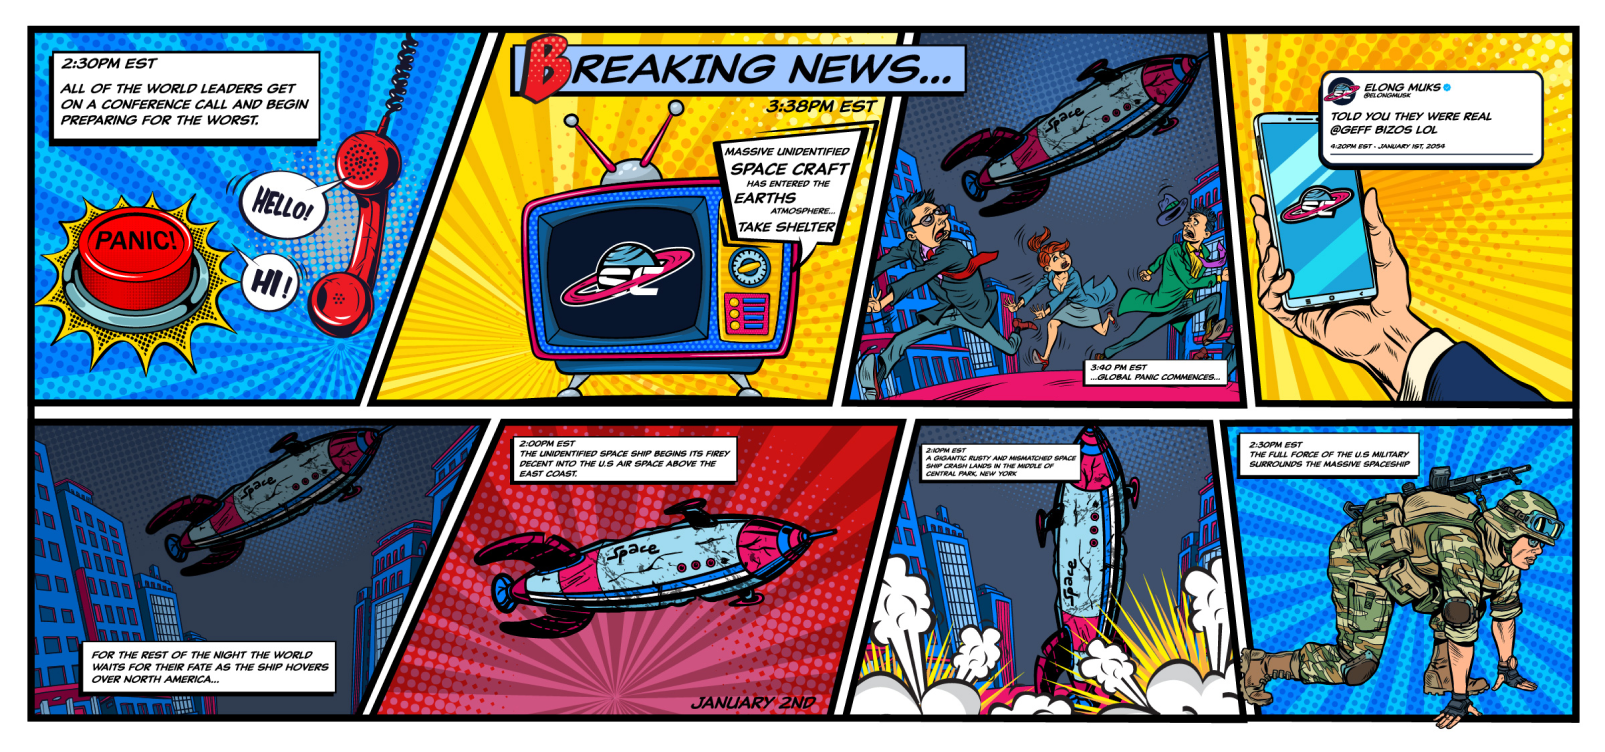 2:30PM EST
ALL OF THE WORLD LEADERS GET
ON A CONFERENCE CALL AND BEGIN
PREPARING FOR THE WORST.
HELLO!
PANIC!
HI!
BREAKING NEWS...
3:38PM EST
MASSIVE UNIDENTIFIED
SPACE CRAFT
HAS ENTERED THE
EARTHS
ATMOSPHERE...
TAKE SHELTER
SC
Space
3:40 PM EST
...GLOBAL PANIC COMMENCES...
ELONG MUKS
@ELONGMUSK
TOLD YOU THEY WERE REAL
@GEFF BIZOS LOL
4:20PM EST · JANUARY 1ST, 2054
SC
Space
FOR THE REST OF THE NIGHT THE WORLD
WAITS FOR THEIR FATE AS THE SHIP HOVERS
OVER NORTH AMERICA...
2:00PM EST
THE UNIDENTIFIED SPACE SHIP BEGINS ITS FIREY
DECENT INTO THE U.S AIR SPACE ABOVE THE
EAST COAST.
Space
JANUARY 2ND
2:10PM EST
A GIGANTIC RUSTY AND MISMATCHED SPACE
SHIP CRASH LANDS IN THE MIDDLE OF
CENTRAL PARK, NEW YORK
Space
2:30PM EST
THE FULL FORCE OF THE U.S MILITARY
SURROUNDS THE MASSIVE SPACESHIP